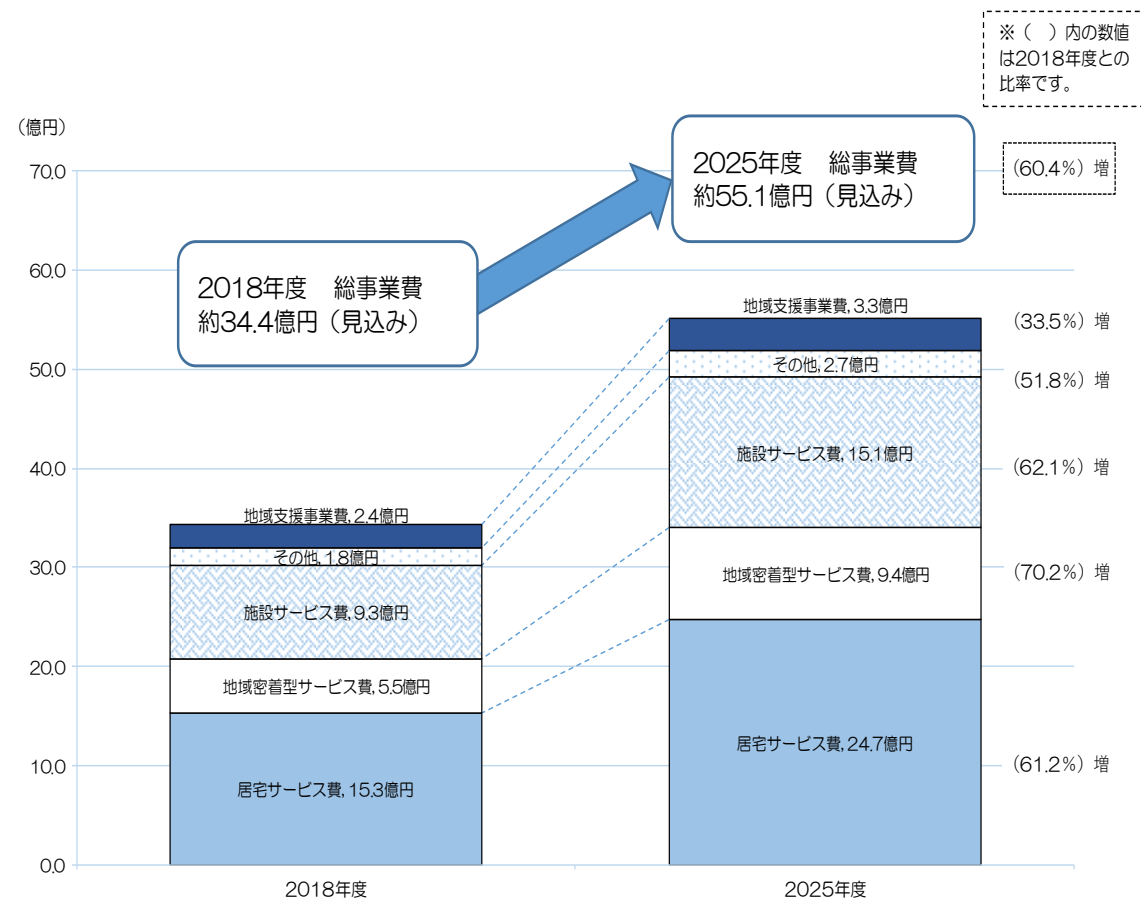 ※（　）内の数値
は2018年度との
比率です。
（億円）
70.0
60.0
50.0
40.0
30.0
20.0
10.0
0.0
2018年度　総事業費
約34.4億円（見込み）
2025年度　総事業費
約55.1億円（見込み）
地域支援事業費, 2.4億円
その他, 1.8億円
施設サービス費, 9.3億円
地域密着型サービス費, 5.5億円
居宅サービス費, 15.3億円
地域支援事業費, 3.3億円
その他, 2.7億円
施設サービス費, 15.1億円
地域密着型サービス費, 9.4億円
居宅サービス費, 24.7億円
（60.4%）増
（33.5%）増
（51.8%）増
（62.1%）増
（70.2%）増
（61.2%）増
2018年度
2025年度